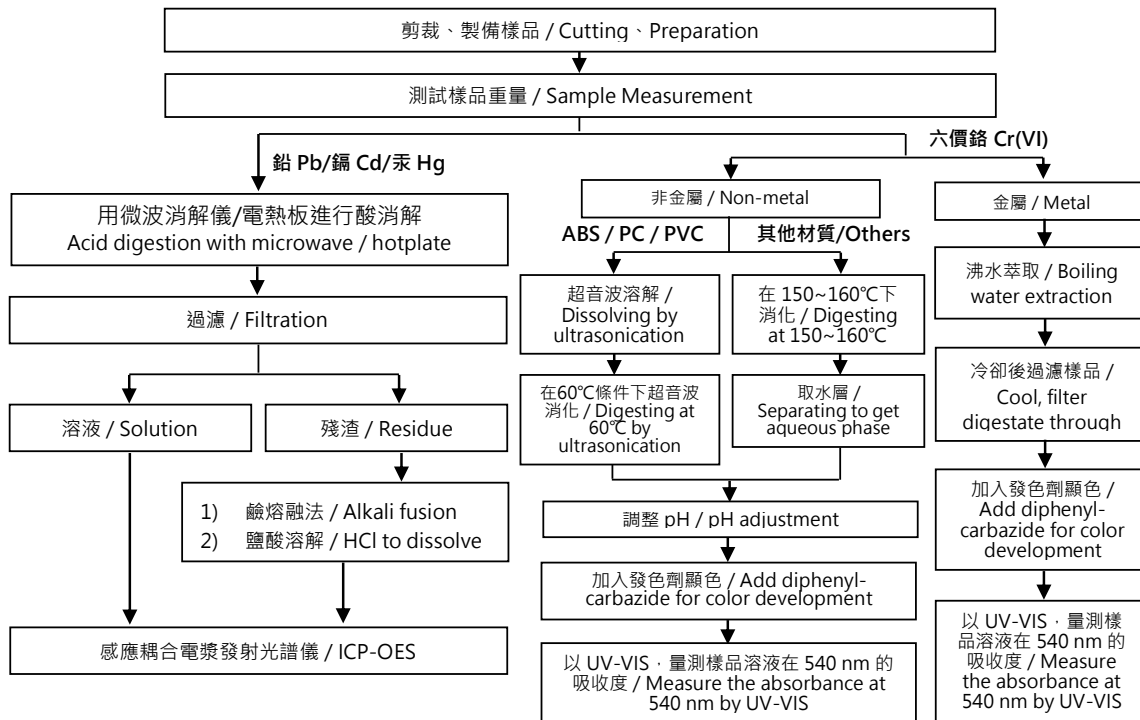 剪裁、製備樣品 / Cutting、Preparation
測試樣品重量 / Sample Measurement
鉛 Pb/鎘 Cd/汞 Hg
六價鉻 Cr(VI)
用微波消解儀/電熱板進行酸消解
Acid digestion with microwave / hotplate
過濾 / Filtration
溶液 / Solution
殘渣 / Residue
1) 鹼熔融法 / Alkali fusion
2) 鹽酸溶解 / HCl to dissolve
感應耦合電漿發射光譜儀 / ICP-OES
非金屬 / Non-metal
ABS / PC / PVC
其他材質/Others
超音波溶解 /
Dissolving by
ultrasonication
在 150~160℃下
消化 / Digesting
at 150~160℃
在60℃條件下超音波
消化 / Digesting at
60℃ by
ultrasonication
取水層 /
Separating to get
aqueous phase
調整 pH / pH adjustment
加入發色劑顯色 / Add diphenyl-
carbazide for color development
以 UV-VIS，量測樣品溶液在 540 nm 的
吸收度 / Measure the absorbance at
540 nm by UV-VIS
金屬 / Metal
沸水萃取 / Boiling
water extraction
冷卻後過濾樣品 /
Cool, filter
digestate through
加入發色劑顯色 /
Add diphenyl-
carbazide for color
development
以 UV-VIS，量測樣
品溶液在 540 nm 的
吸收度 / Measure
the absorbance at
540 nm by UV-VIS